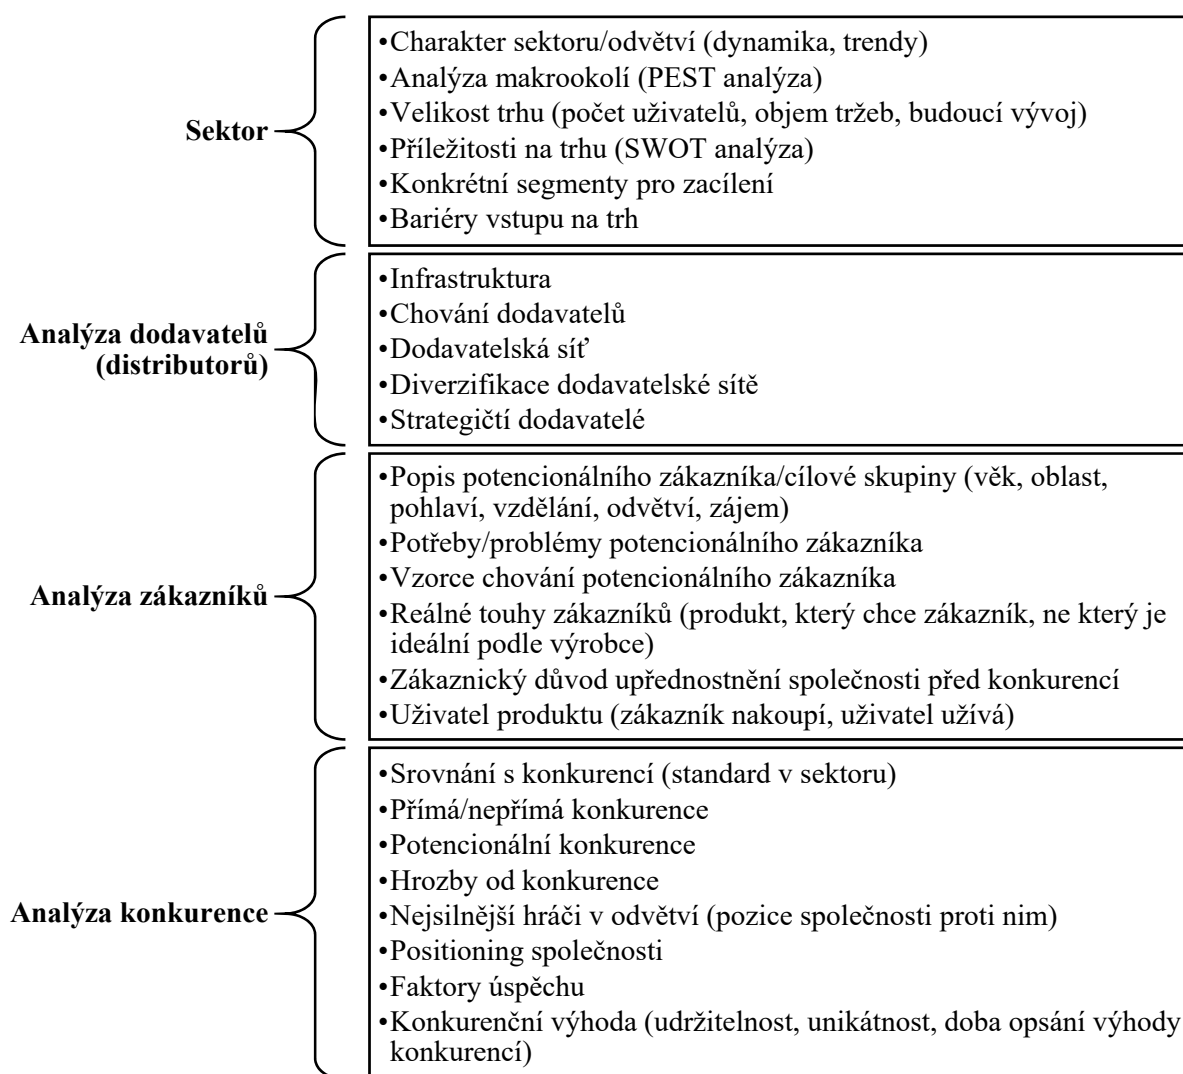 Sektor
•Charakter sektoru/odvětví (dynamika, trendy)
•Analýza makrookolí (PEST analýza)
•Velikost trhu (počet uživatelů, objem tržeb, budoucí vývoj)
•Příležitosti na trhu (SWOT analýza)
•Konkrétní segmenty pro zacílení
•Bariéry vstupu na trh
Analýza dodavatelů
(distributorů)
•Infrastruktura
•Chování dodavatelů
•Dodavatelská síť
•Diverzifikace dodavatelské sítě
•Strategičtí dodavatelé
Analýza zákazníků
•Popis potencionálního zákazníka/cílové skupiny (věk, oblast,
pohlaví, vzdělání, odvětví, zájem)
•Potřeby/problémy potencionálního zákazníka
•Vzorce chování potencionálního zákazníka
•Reálné touhy zákazníků (produkt, který chce zákazník, ne který je
ideální podle výrobce)
•Zákaznický důvod upřednostnění společnosti před konkurencí
•Uživatel produktu (zákazník nakoupí, uživatel užívá)
Analýza konkurence
•Srovnání s konkurencí (standard v sektoru)
•Přímá/nepřímá konkurence
•Potencionální konkurence
•Hrozby od konkurence
•Nejsilnější hráči v odvětví (pozice společnosti proti nim)
•Positioning společnosti
•Faktory úspěchu
•Konkurenční výhoda (udržitelnost, unikátnost, doba opsání výhody
konkurencí)